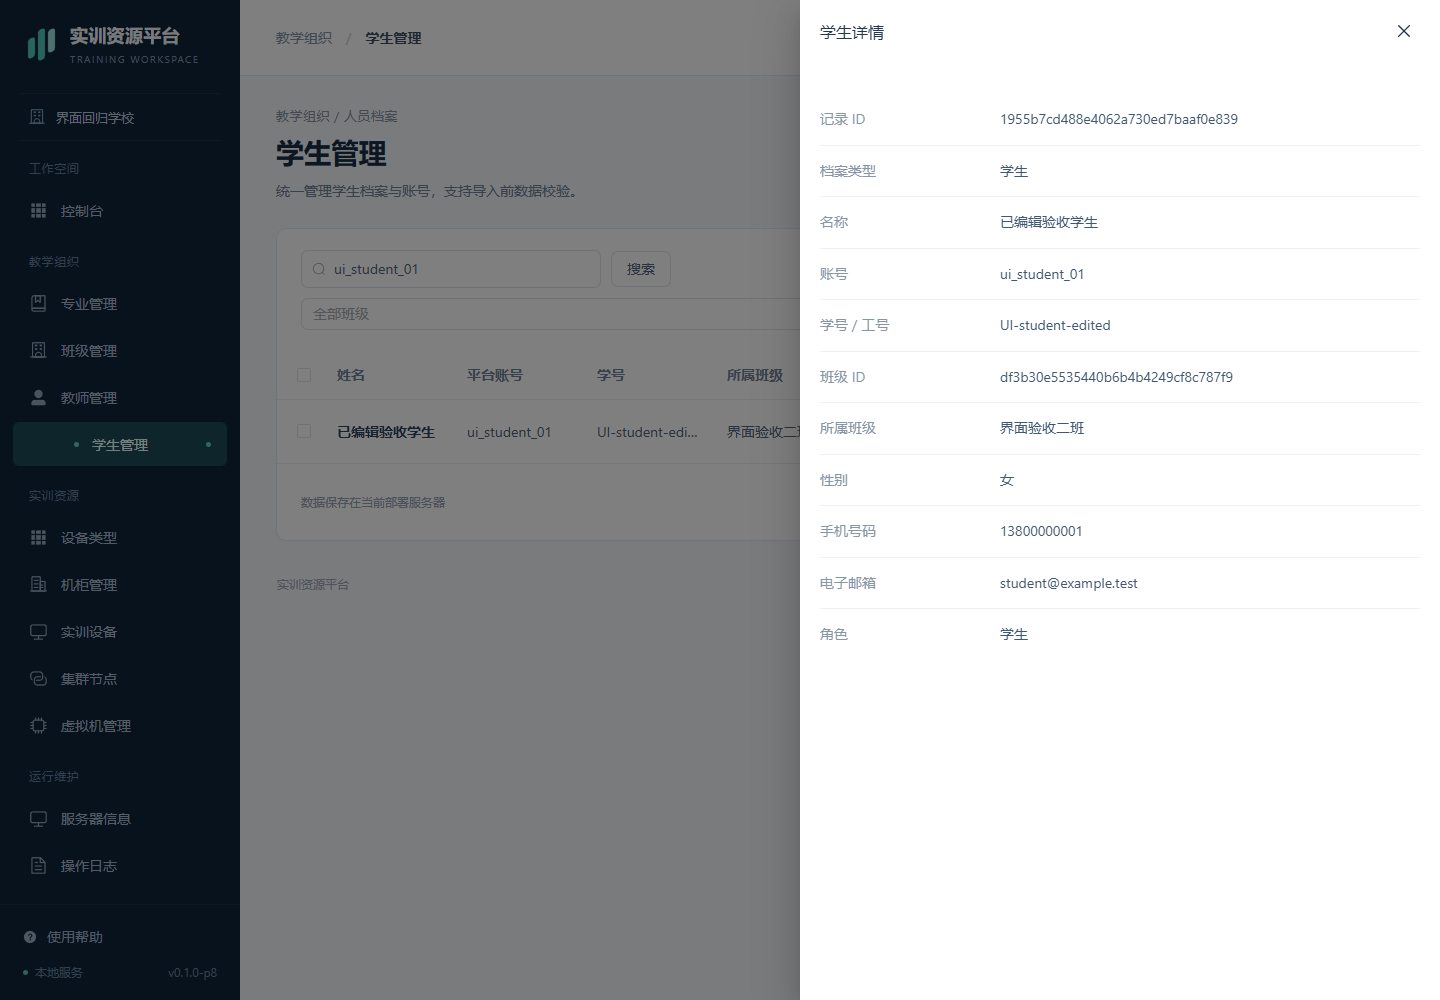 实训资源平台
TRAINING WORKSPACE
界面回归学校
工作空间
控制台
教学组织
专业管理
班级管理
教师管理
学生管理
实训资源
设备类型
机柜管理
实训设备
集群节点
虚拟机管理
运行维护
服务器信息
操作日志
使用帮助
本地服务 v0.1.0-p8
教学组织 / 学生管理
教学组织 / 人员档案
学生管理
统一管理学生档案与账号，支持导入前数据校验。
ui_student_01 搜索
全部班级
姓名 平台账号 学号 所属班级
已编辑验收学生 ui_student_01 UI-student-edi... 界面验收二
数据保存在当前部署服务器
实训资源平台
学生详情
记录 ID 1955b7cd488e4062a730ed7baaf0e839
档案类型 学生
名称 已编辑验收学生
账号 ui_student_01
学号 / 工号 UI-student-edited
班级 ID df3b30e5535440b6b4b4249cf8c787f9
所属班级 界面验收二班
性别 女
手机号码 13800000001
电子邮箱 student@example.test
角色 学生